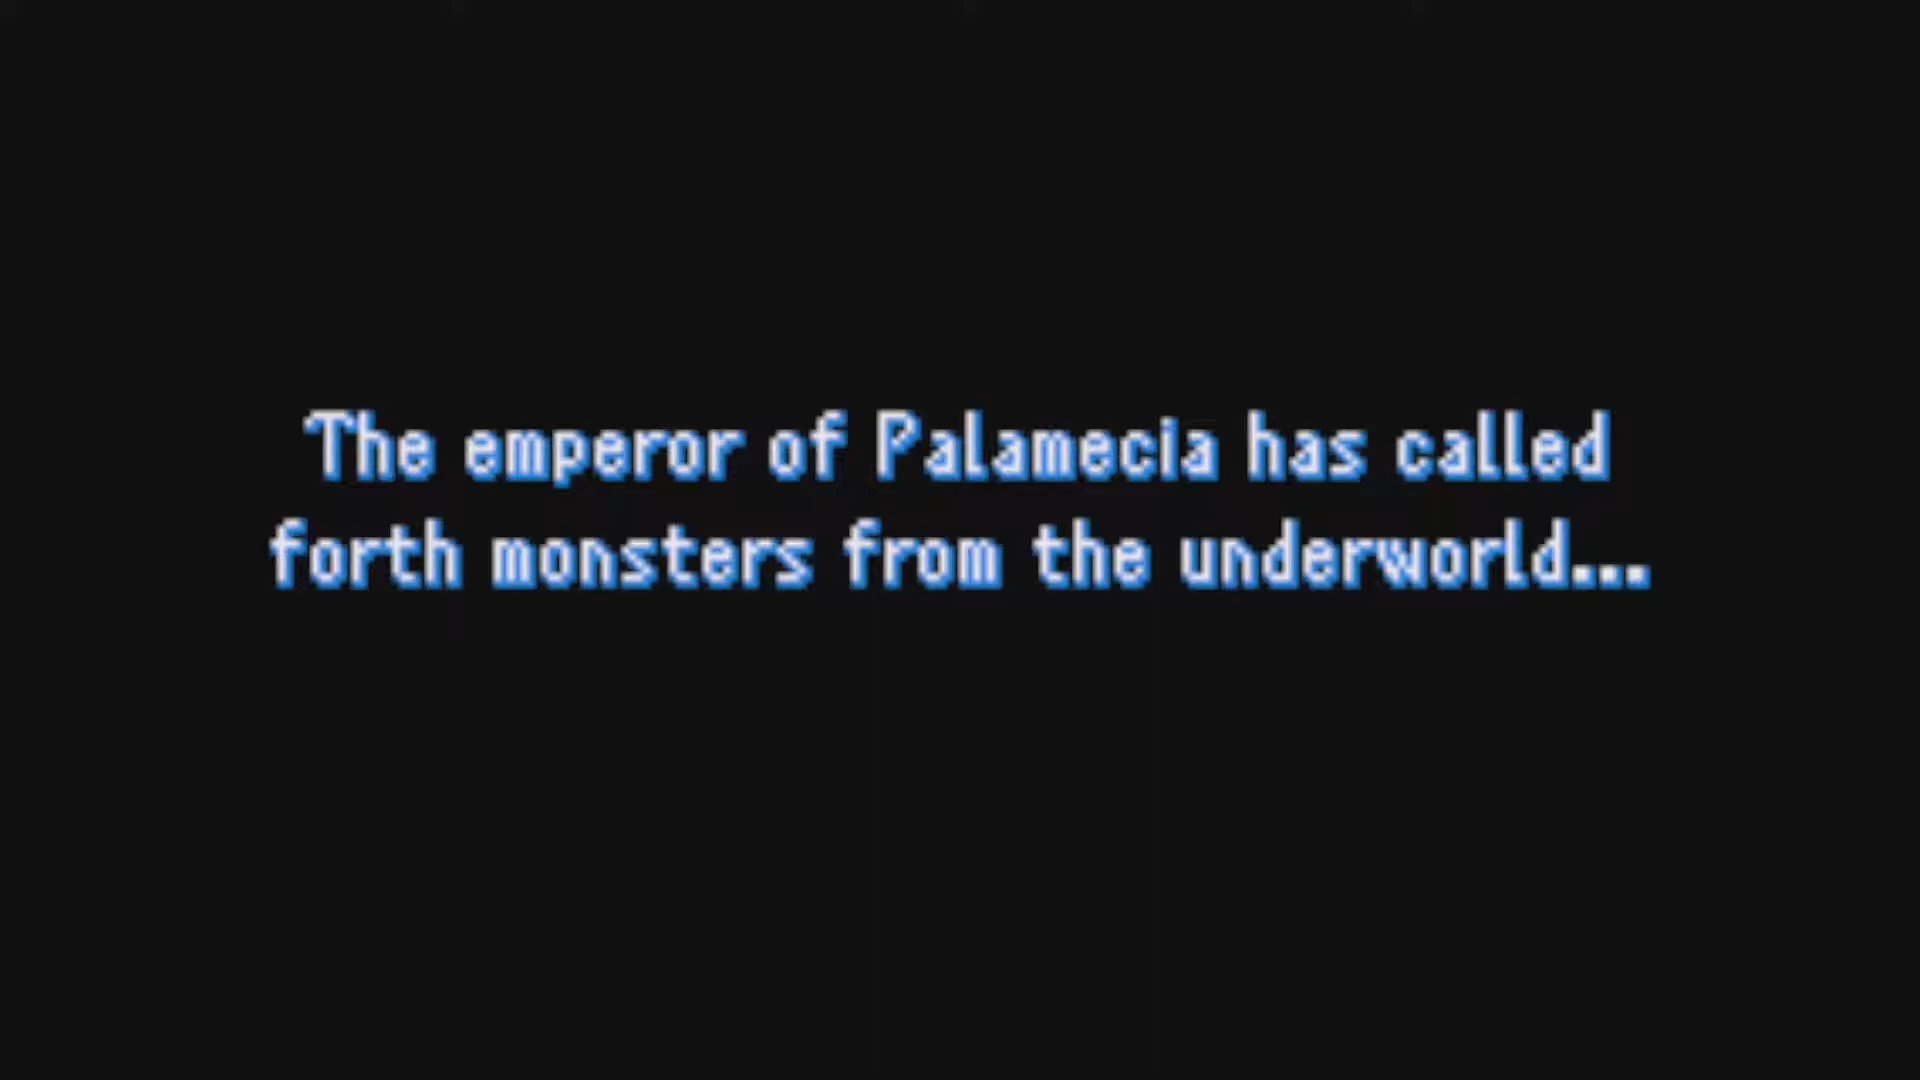 The emperor of Palamecia has called
forth monsters from the underworld...